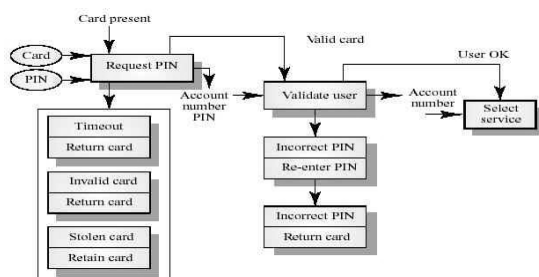 Card present
Card
PIN
Request PIN
Valid card
User OK
Account
number
PIN
Validate user
Account
number
Select
service
Timeout
Return card
Invalid card
Return card
Stolen card
Retain card
Incorrect PIN
Re-enter PIN
Incorrect PIN
Return card